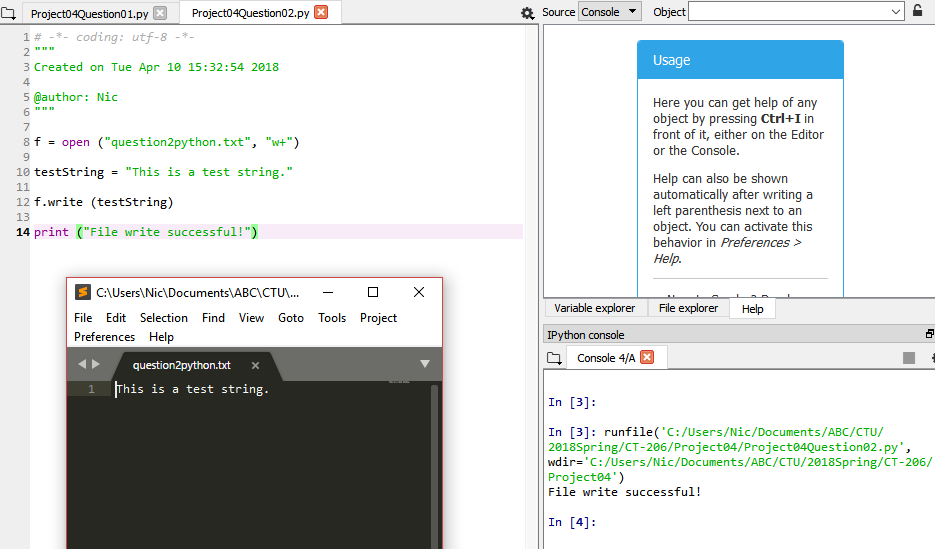 Project04Question01.py
Project04Question02.py
1 # -*- coding: utf-8 -*-
2 """
3 Created on Tue Apr 10 15:32:54 2018
4
5 @author: Nic
6 """
7
8 f = open ("question2python.txt", "w+")
9
10 testString = "This is a test string."
11
12 f.write (testString)
13
14 print ("File write successful!")
C:\Users\Nic\Documents\ABC\CTU\...
File Edit Selection Find View Goto Tools Project
Preferences Help
question2python.txt
1 This is a test string.
Source Console Object
Usage
Here you can get help of any
object by pressing Ctrl+I in
front of it, either on the Editor
or the Console.
Help can also be shown
automatically after writing a
left parenthesis next to an
object. You can activate this
behavior in Preferences >
Help.
Variable explorer File explorer Help
IPython console
Console 4/A
In [3]:
In [3]: runfile('C:/Users/Nic/Documents/ABC/CTU/
2018Spring/CT-206/Project04/Project04Question02.py',
wdir='C:/Users/Nic/Documents/ABC/CTU/2018Spring/CT-206/
Project04')
File write successful!
In [4]: